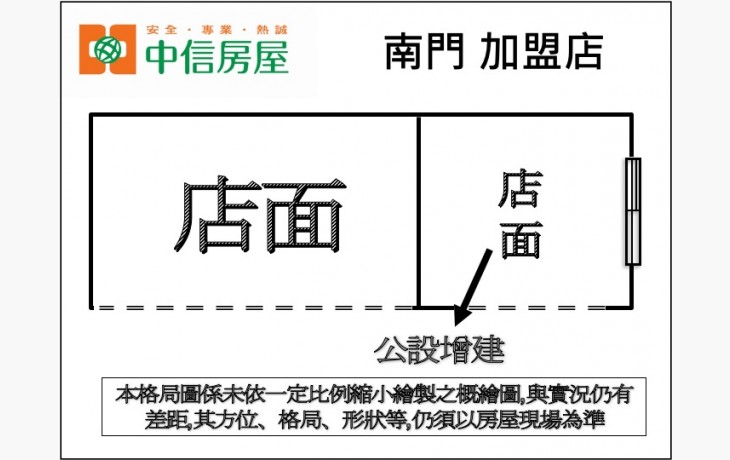 安全・專業・熱誠
中信房屋
南門 加盟店
店面
店
面
公設增建
本格局圖係未依一定比例縮小繪製之概繪圖,與實況仍有
差距,其方位、格局、形狀等,仍須以房屋現場為準